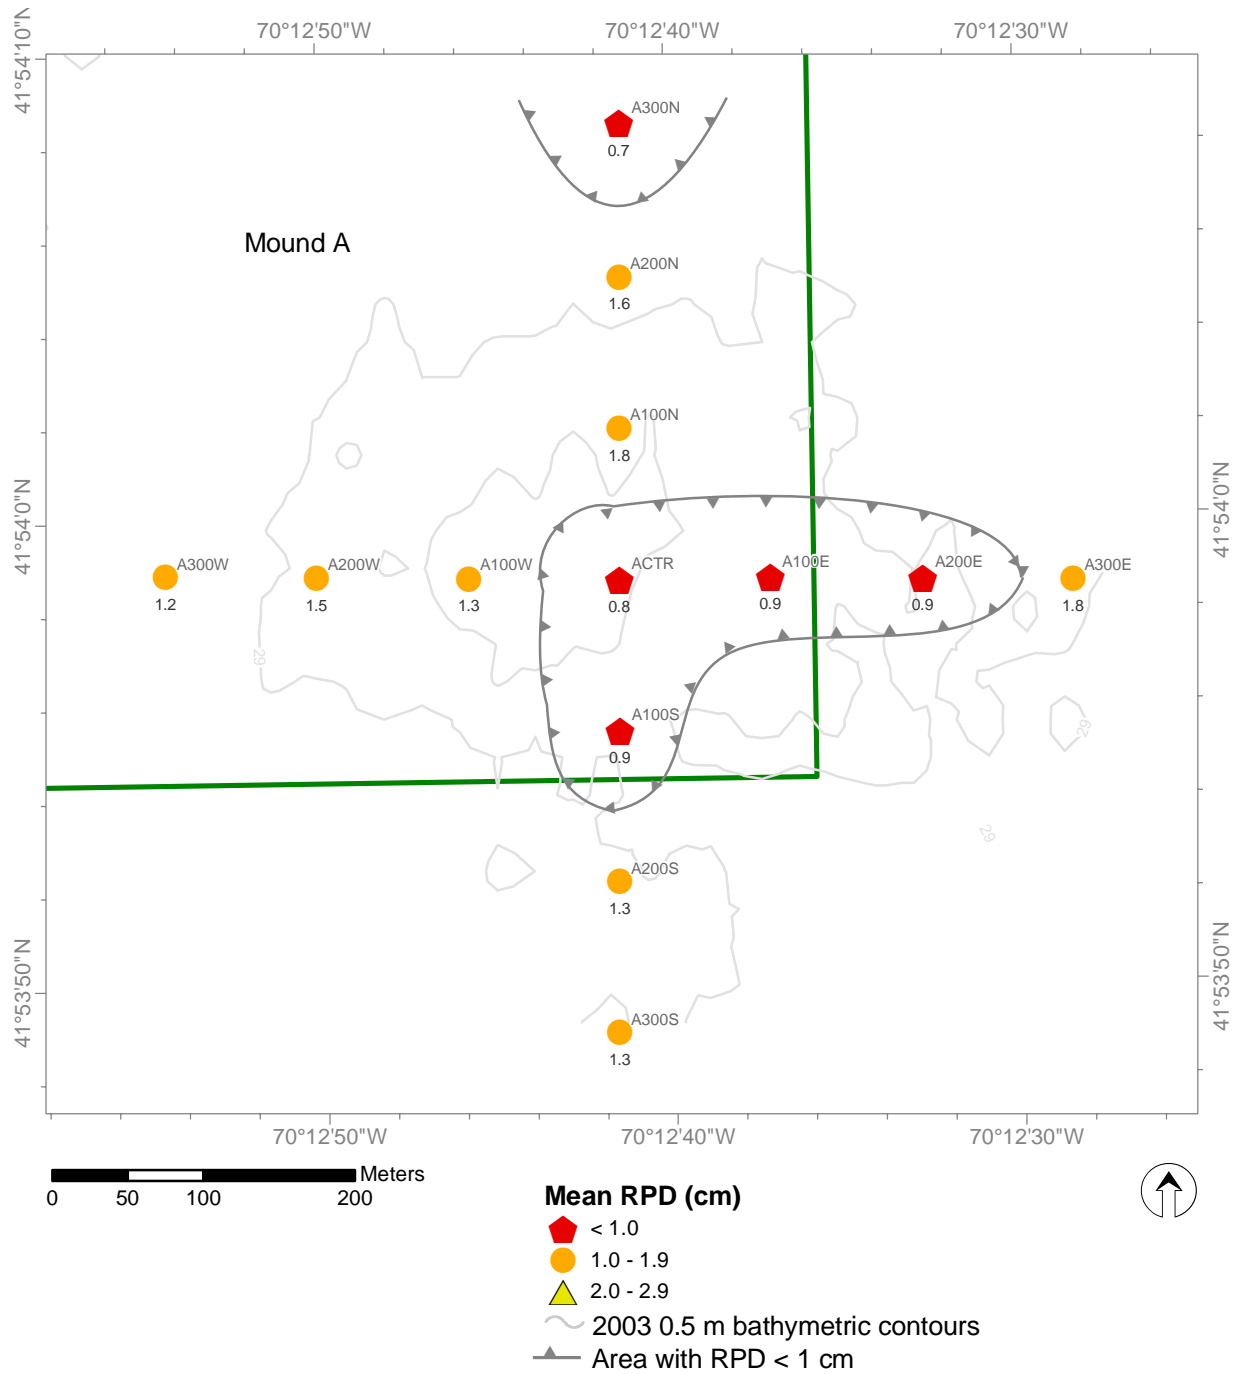 70°12'50"W
70°12'40"W
70°12'30"W
41°54'10"N
A300N
0.7
Mound A
A200N
1.6
A100N
1.8
41°54'0"N
41°54'0"N
A300W
A200W
A100W
ACTR
A100E
A200E
A300E
1.2
1.5
1.3
0.8
0.9
0.9
1.8
29
A100S
0.9
29
29
A200S
1.3
41°53'50"N
41°53'50"N
A300S
1.3
70°12'50"W
70°12'40"W
70°12'30"W
Meters
0
50
100
200
Mean RPD (cm)
< 1.0
1.0 - 1.9
2.0 - 2.9
2003 0.5 m bathymetric contours
Area with RPD < 1 cm